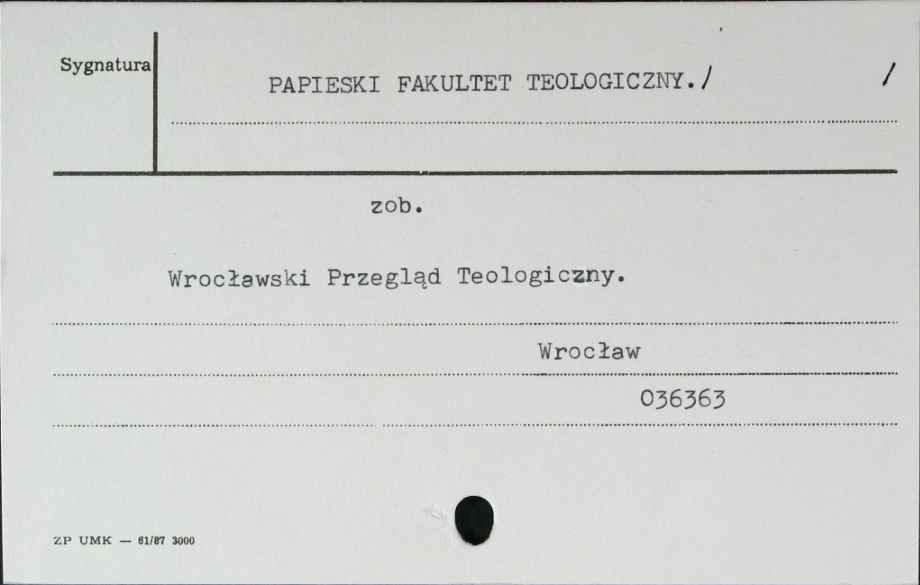 Sygnatura
PAPIESKI FAKULTET TEOLOGICZNY./ /
zob.
Wrocławski Przegląd Teologiczny.
Wrocław
036363
ZP UMK — 61/87 3000